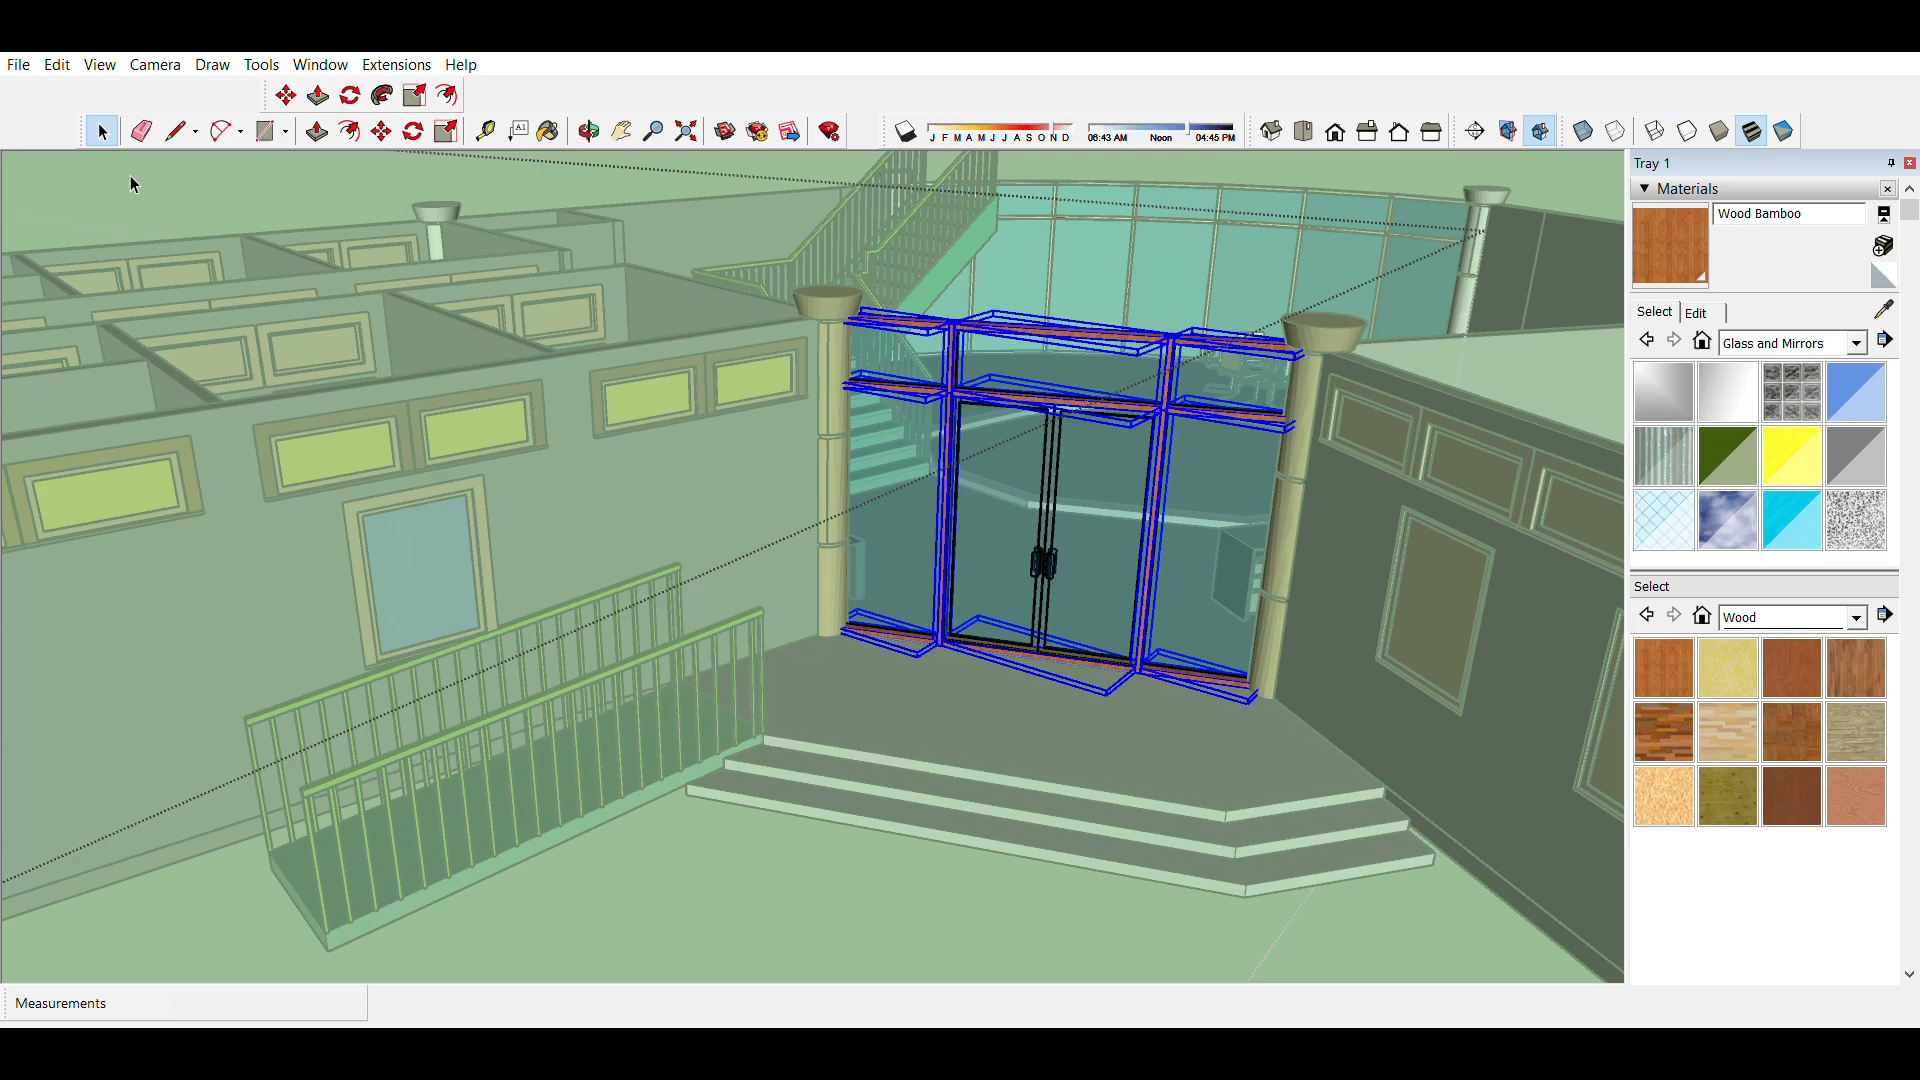 File Edit View Camera Draw Tools Window Extensions Help
A1
J F M A M J J A S O N D
06:43 AM Noon 04:45 PM
Tray 1
Materials
Wood Bamboo
Select Edit
Glass and Mirrors
Select
Wood
Measurements